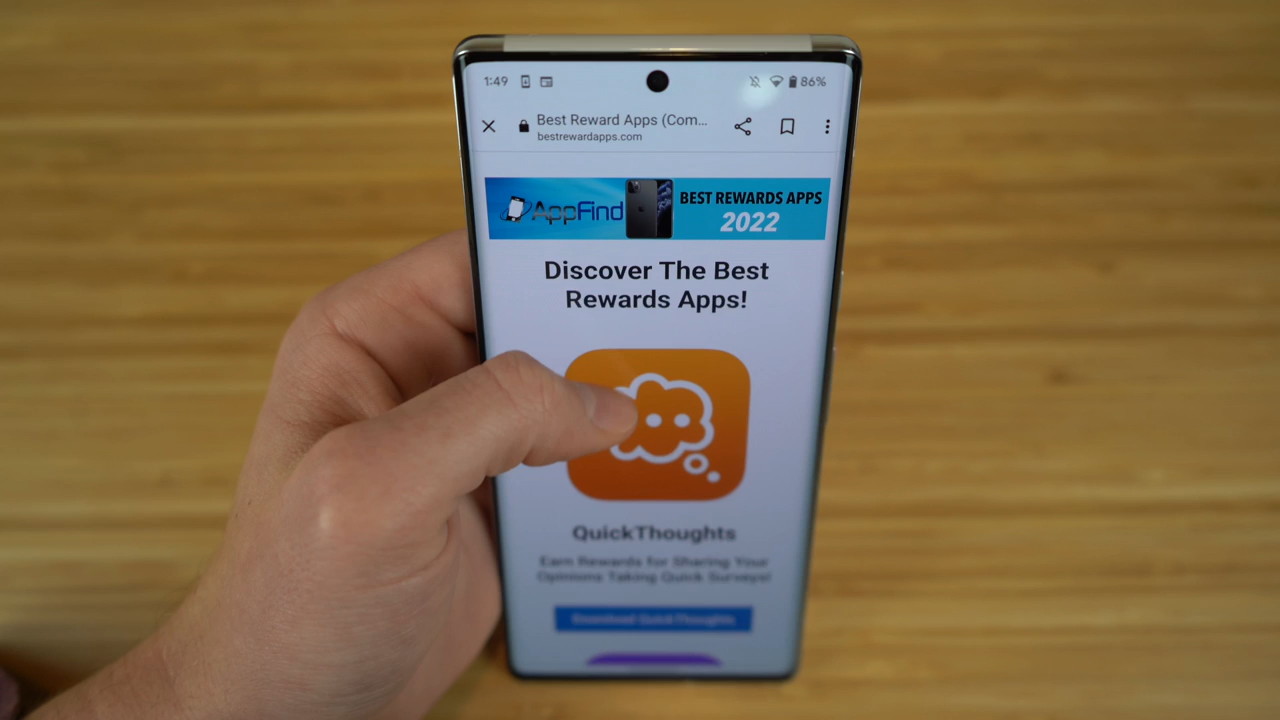 1:49 86%
Best Reward Apps (Com...
bestrewardapps.com
AppFind
BEST REWARDS APPS
2022
Discover The Best
Rewards Apps!
QuickThoughts
Earn Rewards for Sharing Your
Opinions Taking Quick Surveys!
Download QuickThoughts